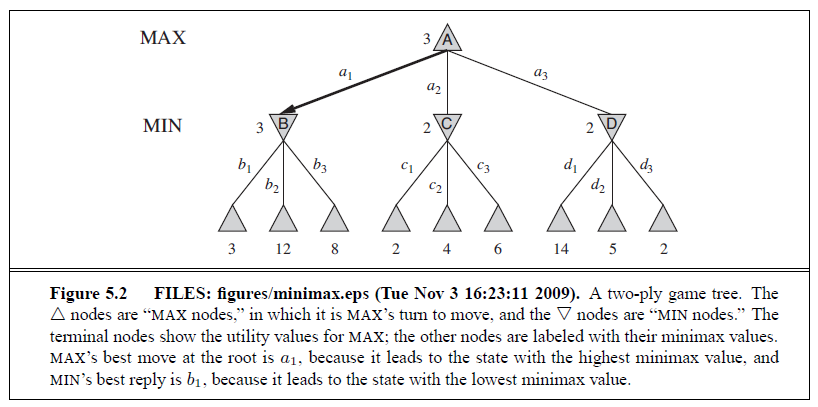 MAX
3 A
a1
a2
a3
MIN
3 B
2 C
2 D
b1
b2
b3
c1
c2
c3
d1
d2
d3
3 12 8 2 4 6 14 5 2
Figure 5.2 FILES: figures/minimax.eps (Tue Nov 3 16:23:11 2009). A two-ply game tree. The
△ nodes are “MAX nodes,” in which it is MAX’s turn to move, and the ▽ nodes are “MIN nodes.” The
terminal nodes show the utility values for MAX; the other nodes are labeled with their minimax values.
MAX’s best move at the root is a1, because it leads to the state with the highest minimax value, and
MIN’s best reply is b1, because it leads to the state with the lowest minimax value.